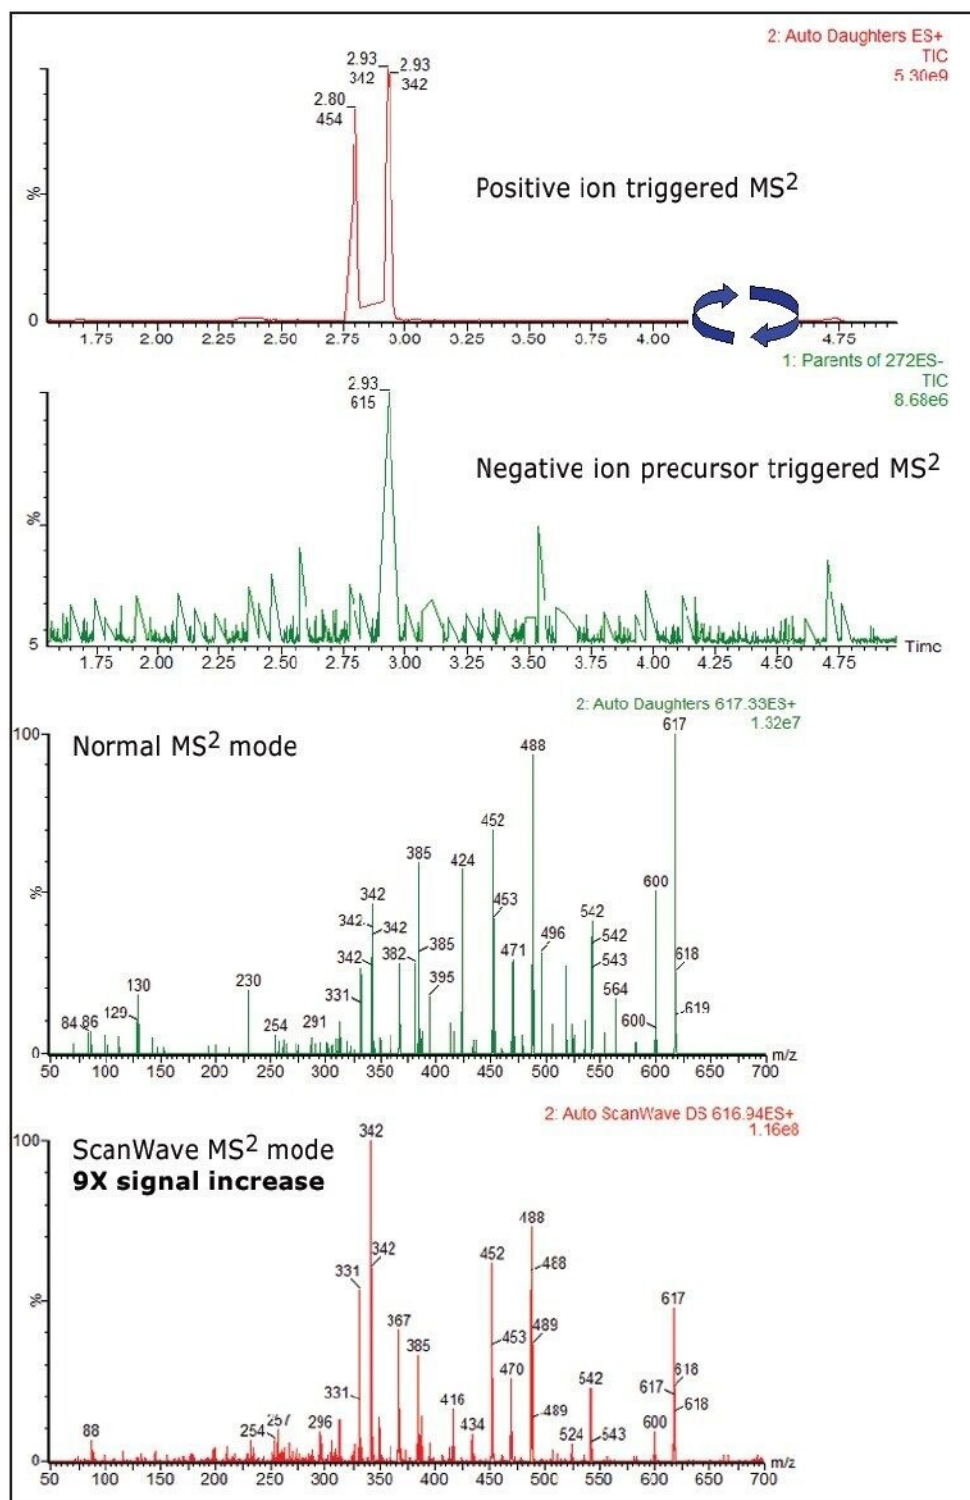 2: Auto Daughters ES+
TIC
5.30e9
2.93
342
2.93
342
2.80
454
Positive ion triggered MS²
%
0
1.75 2.00 2.25 2.50 2.75 3.00 3.25 3.50 3.75 4.00 4.75
1: Parents of 272ES-
TIC
8.68e6
2.93
615
Negative ion precursor triggered MS²
%
5
1.75 2.00 2.25 2.50 2.75 3.00 3.25 3.50 3.75 4.00 4.25 4.50 4.75
Time
2: Auto Daughters 617.33ES+
1.32e7
Normal MS² mode
100
%
0
84 86 129 130 230 254 291 331 342 342 342 342 382 385 385 395 424 452 453 471 488 496 542 542 543 564 600 600 617 618 619
50 100 150 200 250 300 350 400 450 500 550 600 650 700 m/z
2: Auto ScanWave DS 616.94ES+
1.16e8
ScanWave MS² mode
9X signal increase
100
%
0
88 254 257 296 331 331 342 342 367 385 416 434 452 453 470 488 488 489 489 524 542 543 600 617 617 618 618
50 100 150 200 250 300 350 400 450 500 550 600 650 700 m/z